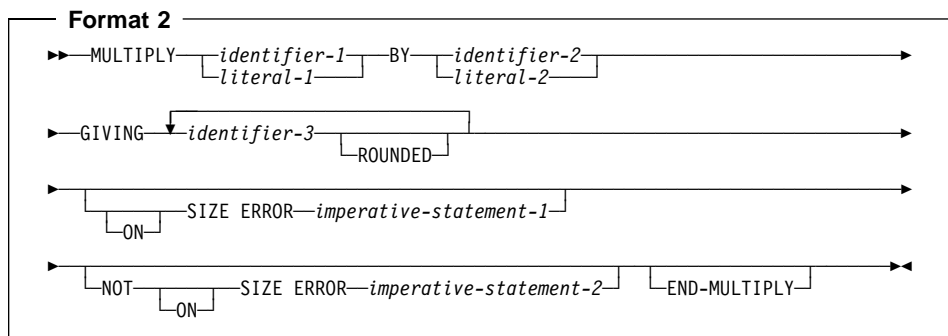 Format 2
MULTIPLY identifier-1 BY identifier-2
literal-1 literal-2
GIVING identifier-3
ROUNDED
SIZE ERROR imperative-statement-1
ON
NOT SIZE ERROR imperative-statement-2 END-MULTIPLY
ON